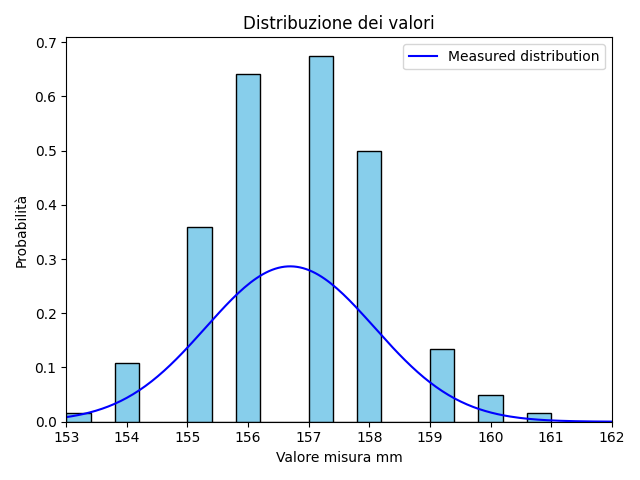 Distribuzione dei valori
Measured distribution
Probabilità
0.7
0.6
0.5
0.4
0.3
0.2
0.1
0.0
153 154 155 156 157 158 159 160 161 162
Valore misura mm